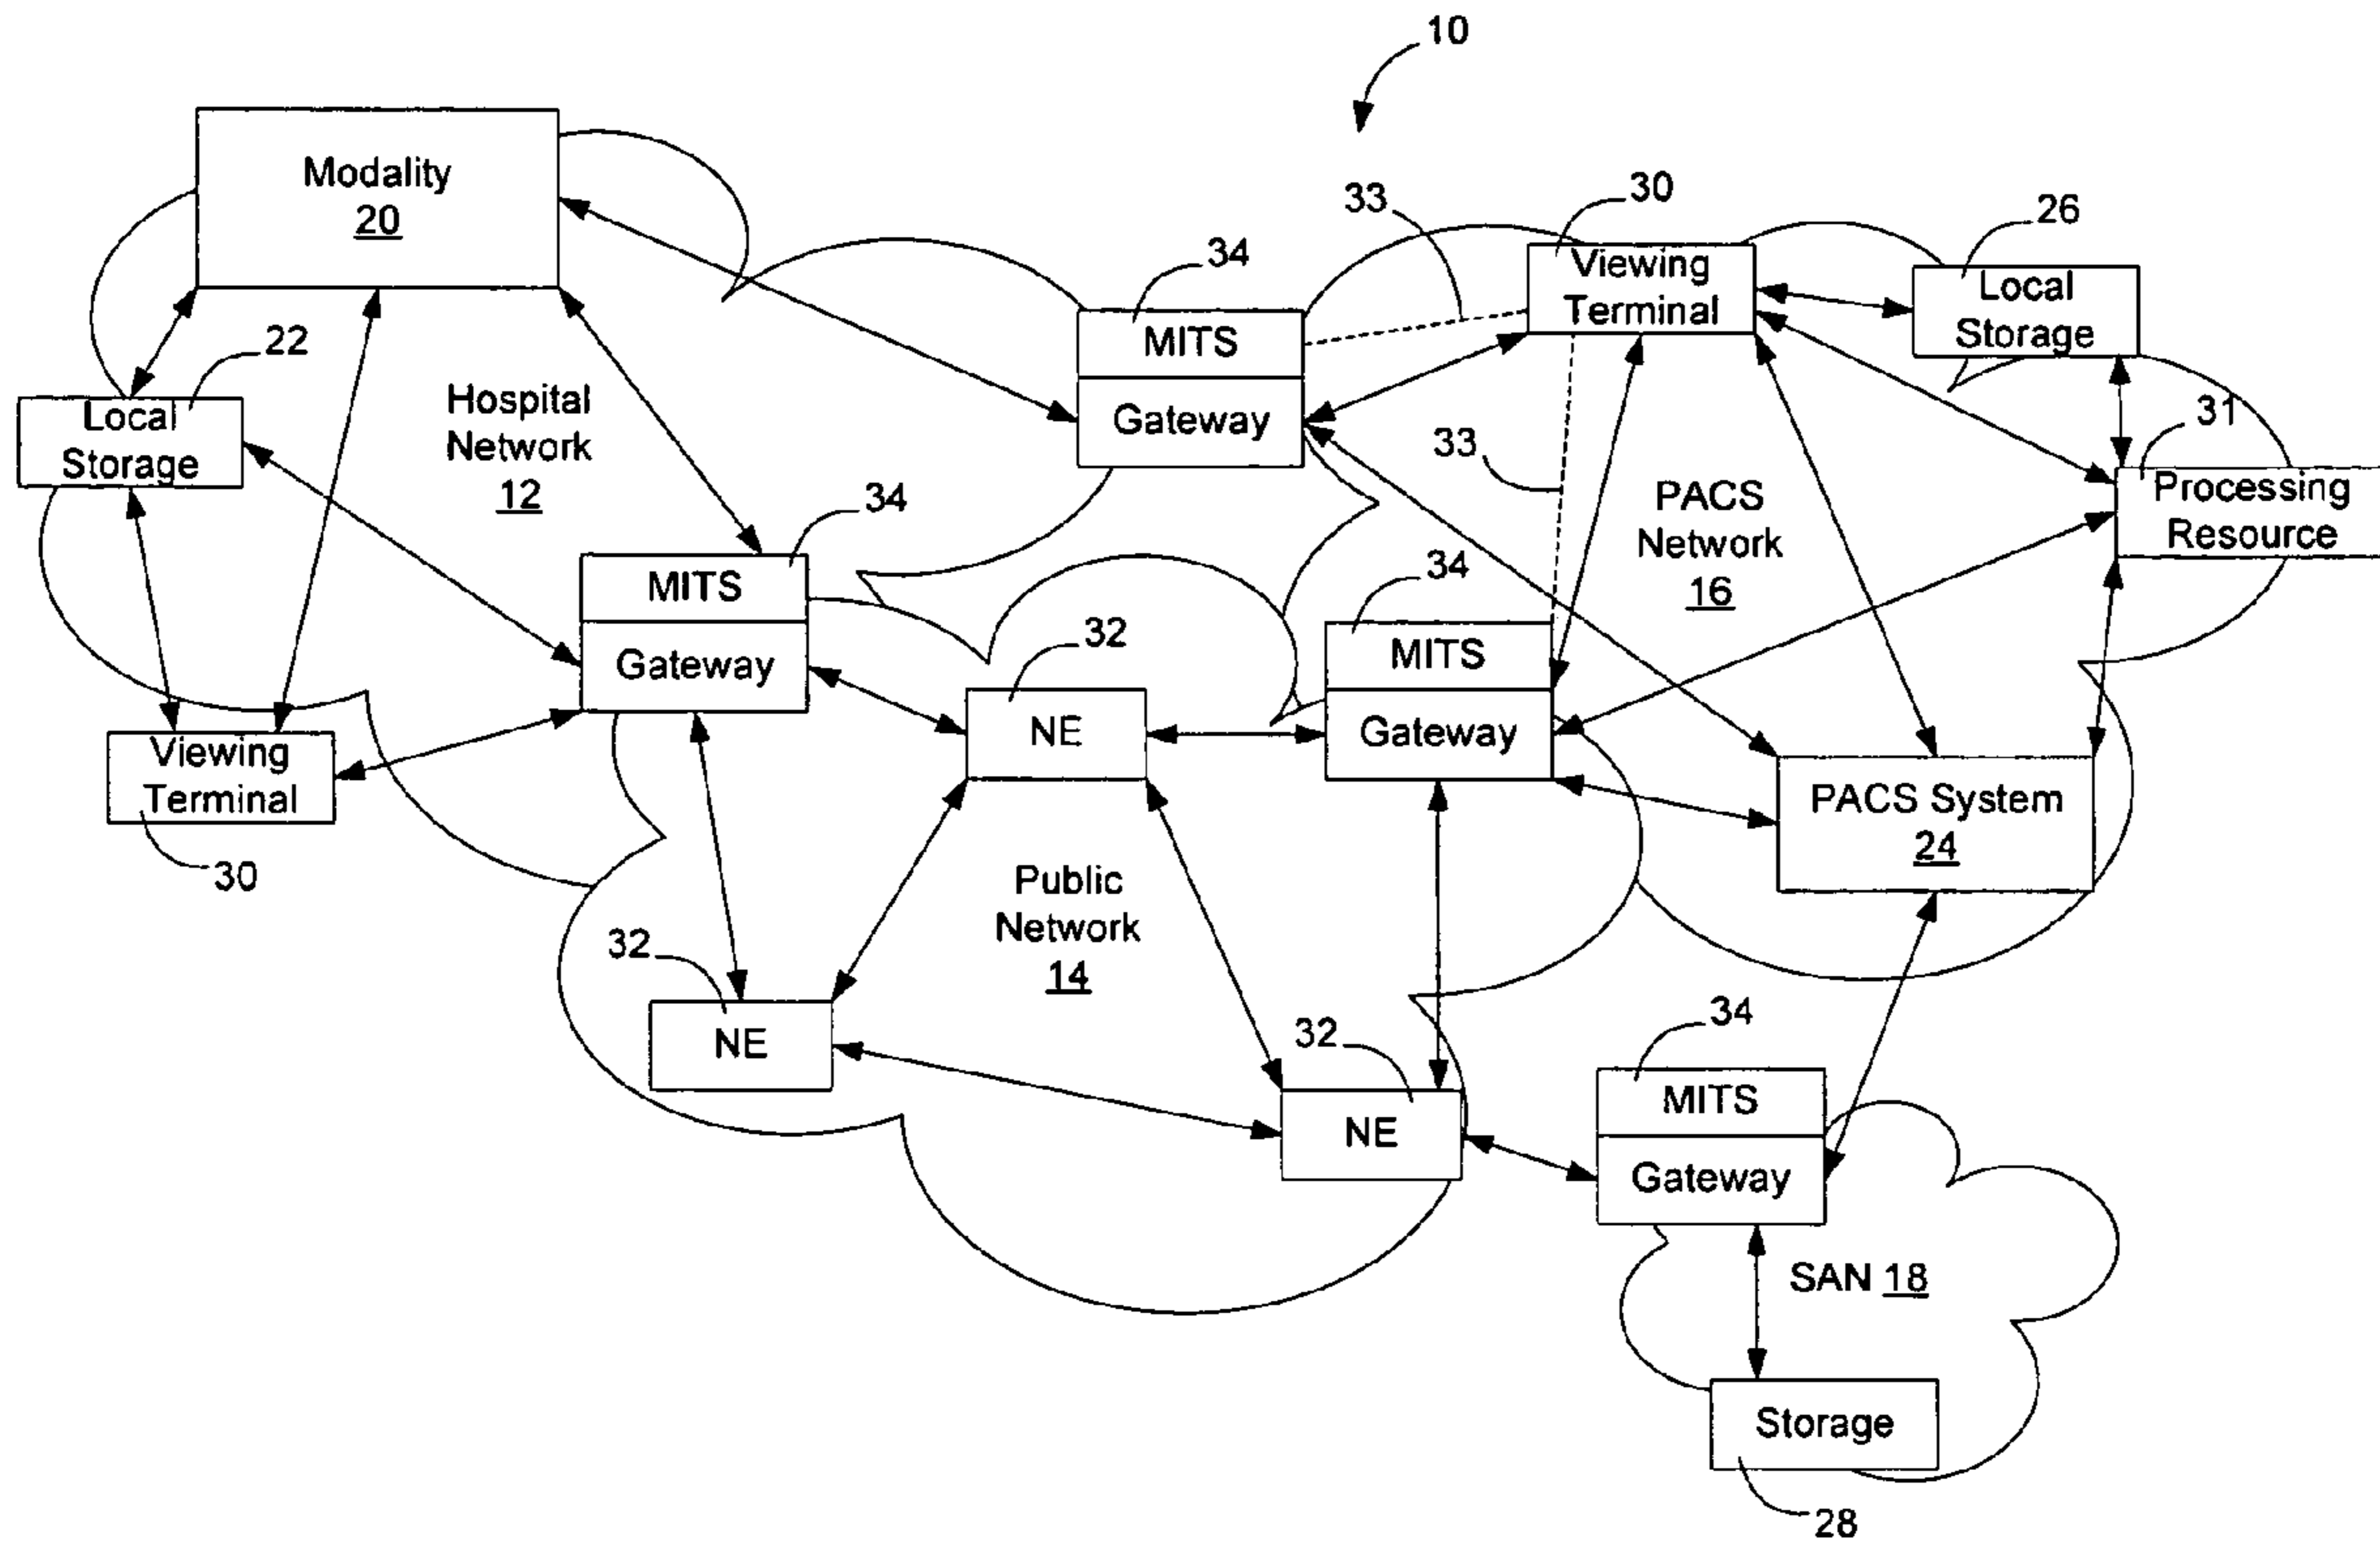 10
Modality
20
33
30
Viewing
Terminal
26
Local
Storage
34
MITS
Gateway
22
Local
Storage
Hospital
Network
12
33
31
Processing
Resource
PACS
Network
16
34
MITS
Gateway
34
MITS
Gateway
32
NE
Viewing
Terminal
30
PACS System
24
Public
Network
14
32
NE
32
NE
34
MITS
Gateway
SAN 18
Storage
28